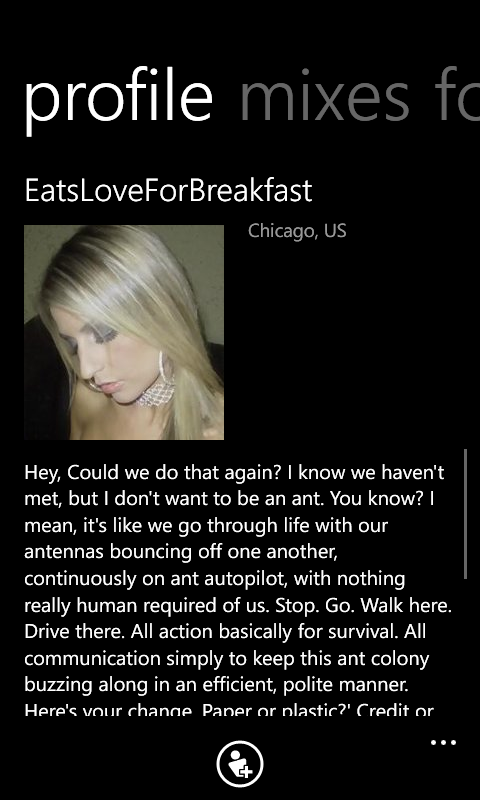 profile mixes fo
EatsLoveForBreakfast
Chicago, US
Hey, Could we do that again? I know we haven't
met, but I don't want to be an ant. You know? I
mean, it's like we go through life with our
antennas bouncing off one another,
continuously on ant autopilot, with nothing
really human required of us. Stop. Go. Walk here.
Drive there. All action basically for survival. All
communication simply to keep this ant colony
buzzing along in an efficient, polite manner.
Here's your change. Paper or plastic?' Credit or